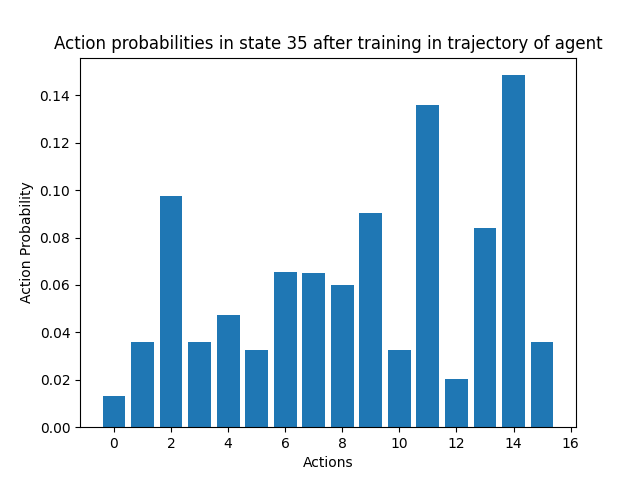 Action probabilities in state 35 after training in trajectory of agent
0.14
0.12
0.10
0.08
0.06
0.04
0.02
0.00
Action Probability
0 2 4 6 8 10 12 14 16
Actions